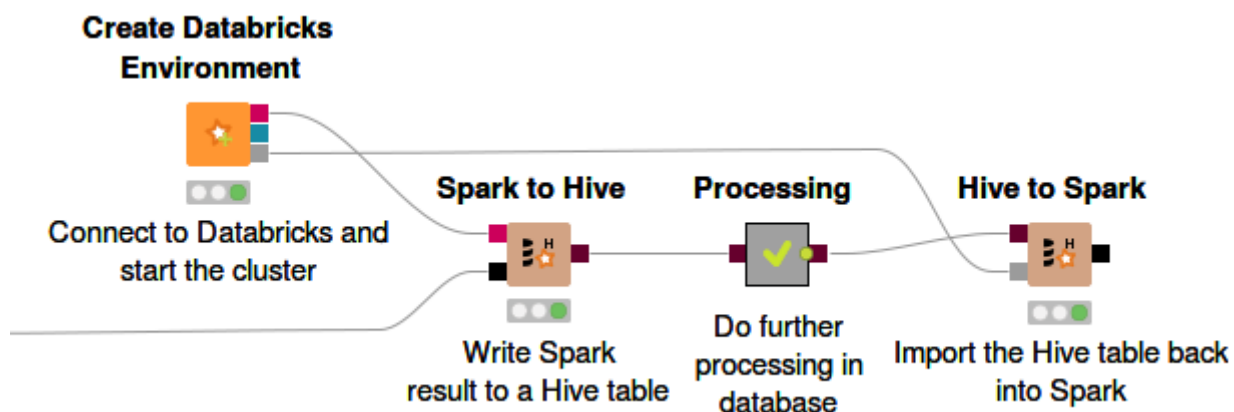 Create Databricks
Environment
Connect to Databricks and
start the cluster
Spark to Hive
H
Write Spark
result to a Hive table
Processing
Do further
processing in
database
Hive to Spark
H
Import the Hive table back
into Spark